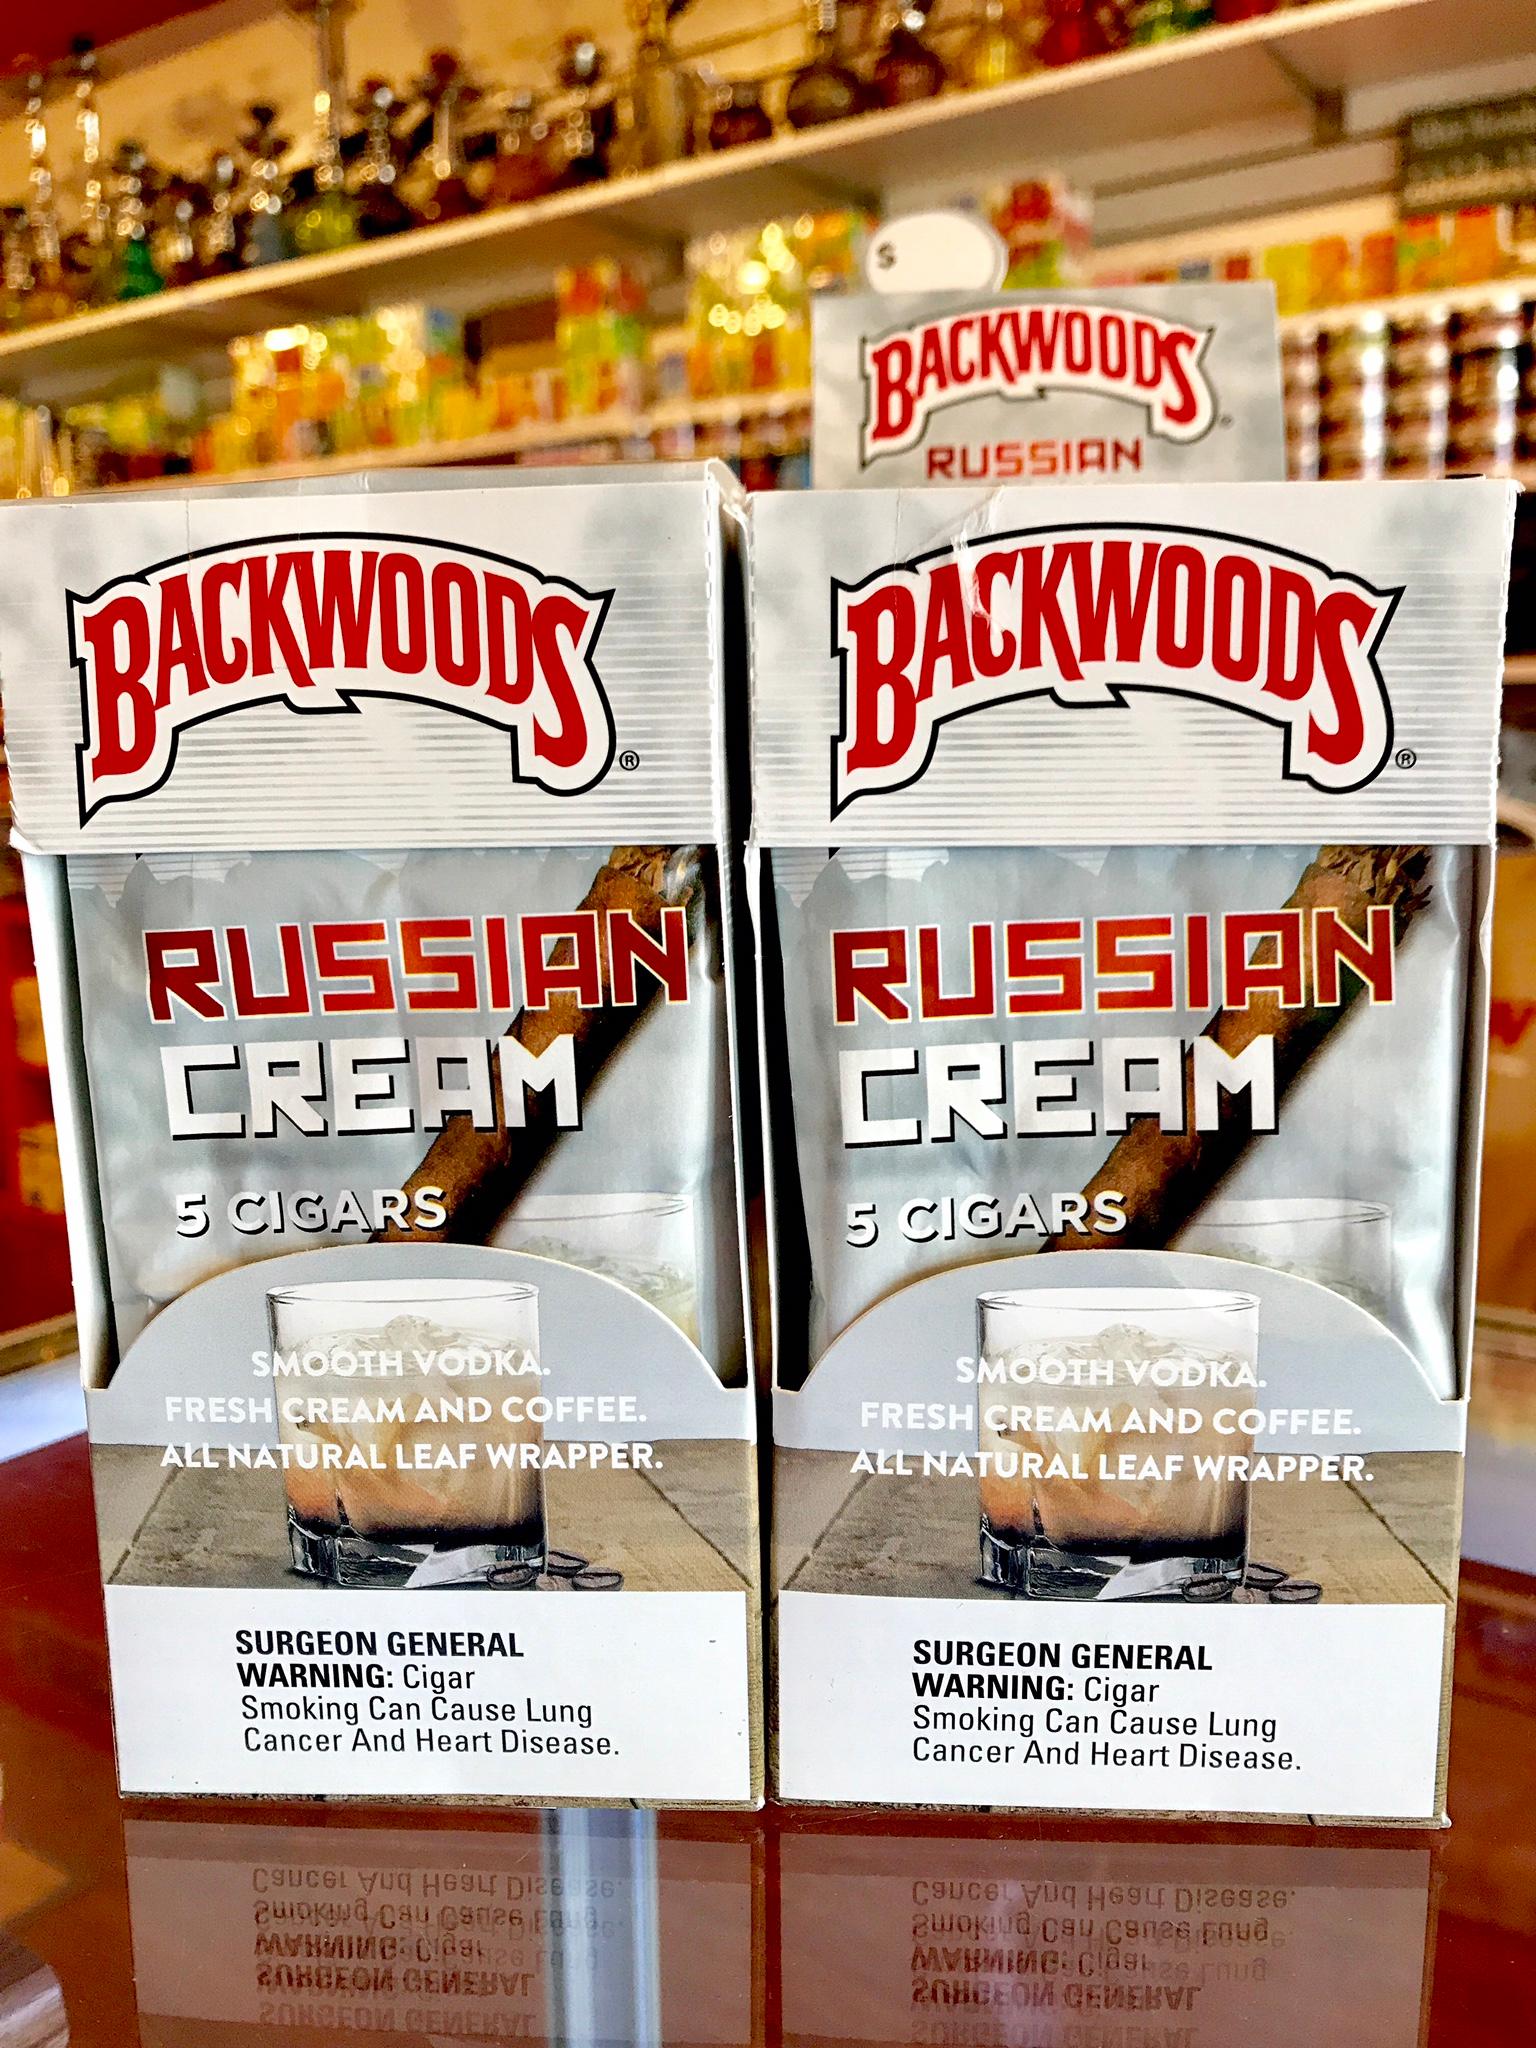 S
BACKWOODS
RUSSIAN
BACKWOODS®
RUSSIAN
CREAM
5 CIGARS
SMOOTH VODKA.
FRESH CREAM AND COFFEE.
ALL NATURAL LEAF WRAPPER.
SURGEON GENERAL
WARNING: Cigar
Smoking Can Cause Lung
Cancer And Heart Disease.
BACKWOODS®
RUSSIAN
CREAM
5 CIGARS
SMOOTH VODKA.
FRESH CREAM AND COFFEE.
ALL NATURAL LEAF WRAPPER.
SURGEON GENERAL
WARNING: Cigar
Smoking Can Cause Lung
Cancer And Heart Disease.